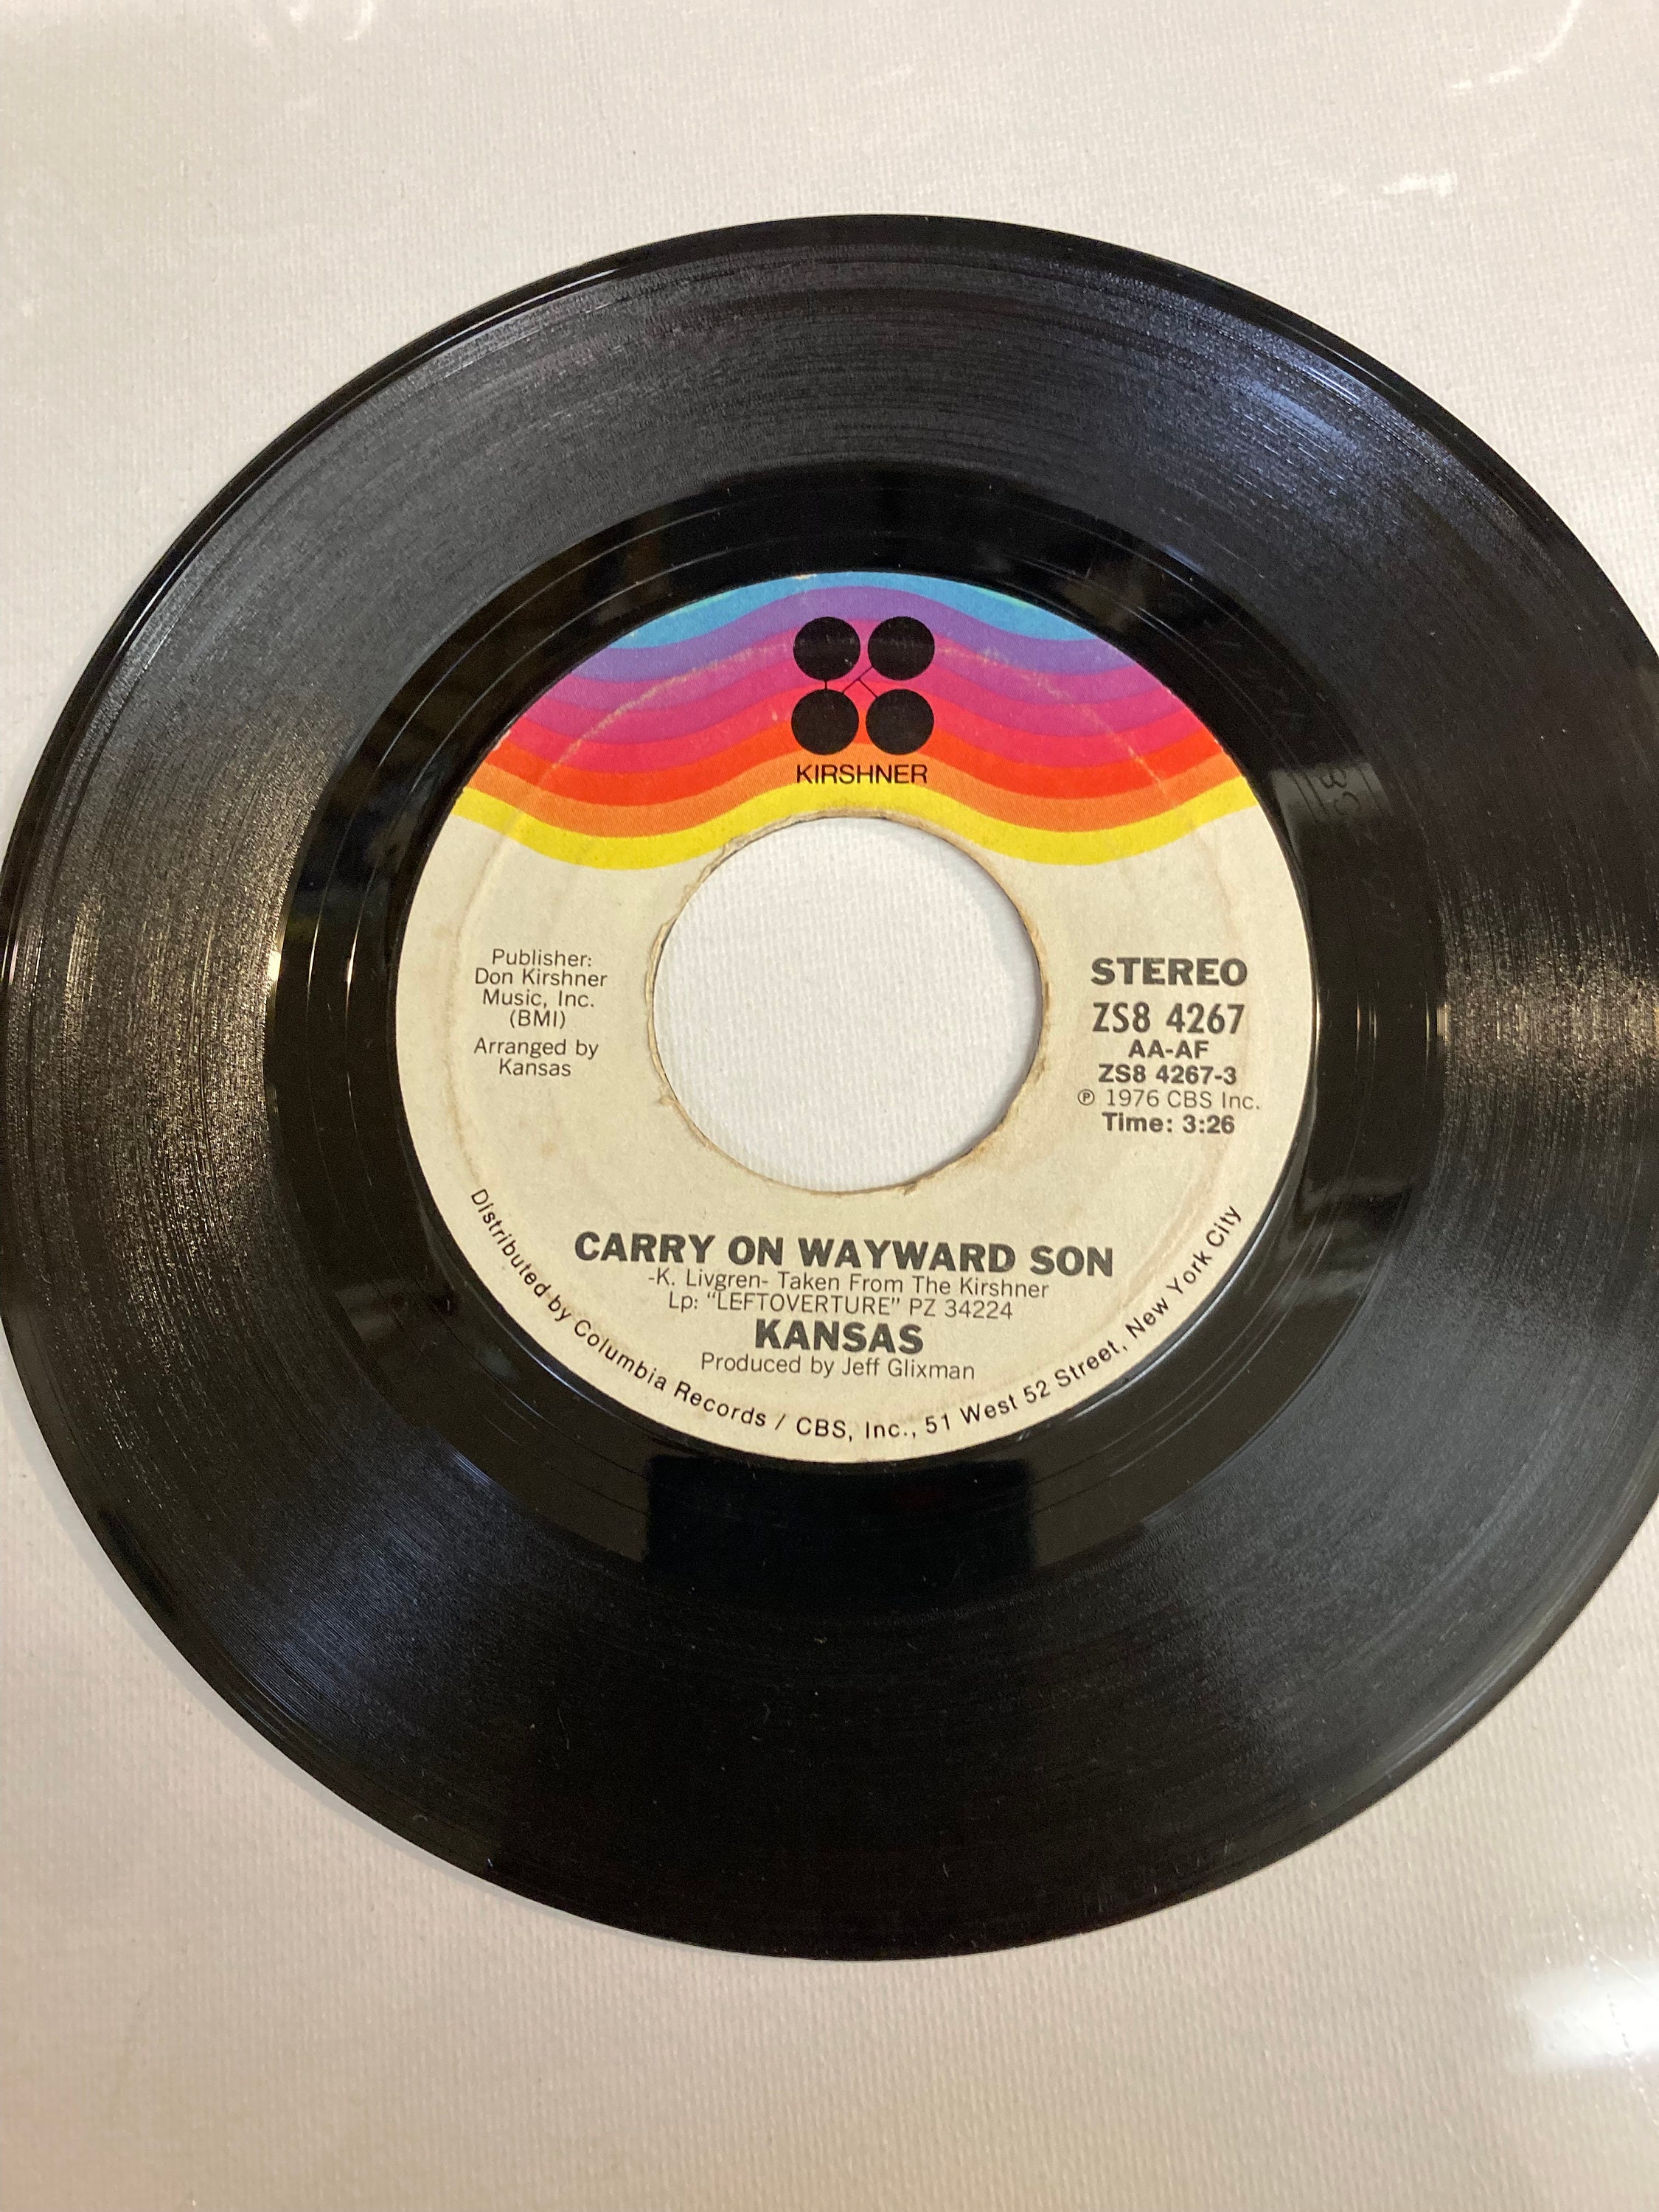 KIRSHNER
Publisher:
Don Kirshner
Music, Inc.
(BMI)
Arranged by
Kansas
STEREO
ZS8 4267
AA-AF
ZS8 4267-3
℗ 1976 CBS Inc.
Time: 3:26
CARRY ON WAYWARD SON
-K. Livgren- Taken From The Kirshner
Lp: "LEFTOVERTURE" PZ 34224
KANSAS
Produced by Jeff Glixman
Distributed by Columbia Records / CBS, Inc., 51 West 52 Street, New York City